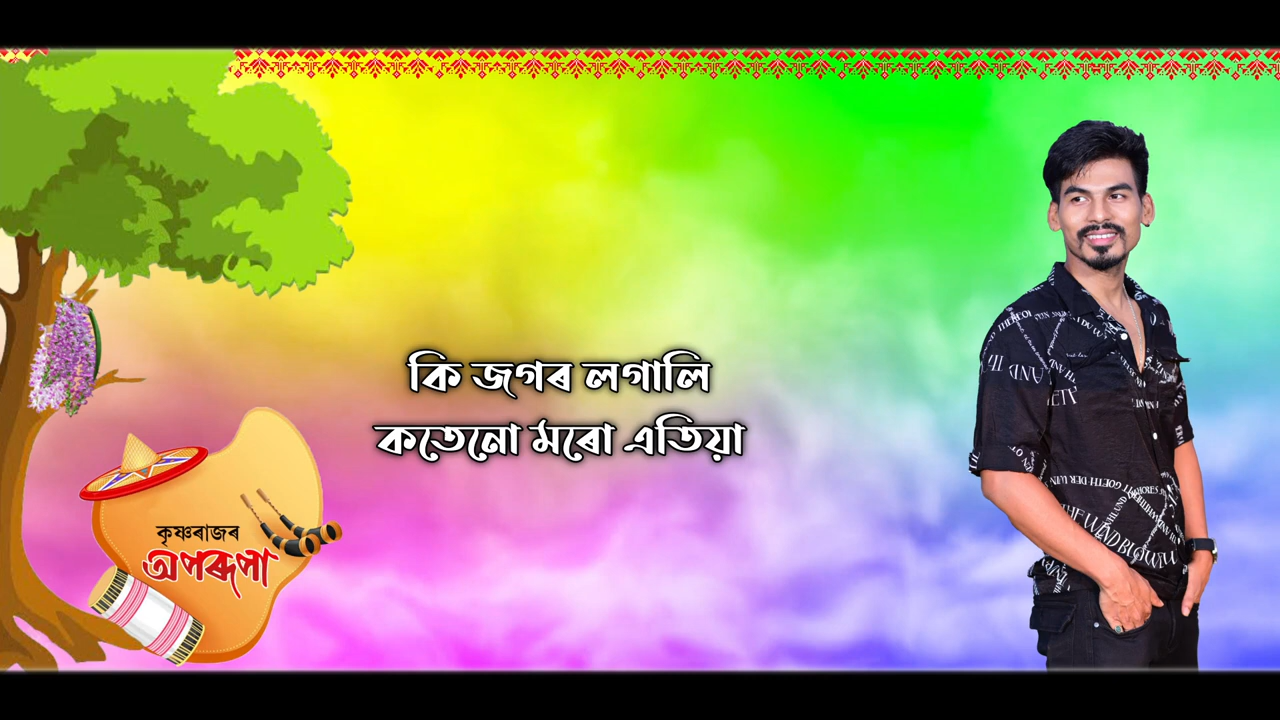 কি জগৰ লগালি
কতেনো মৰো এতিয়া
কৃষ্ণৰাজৰ
অপৰূপা